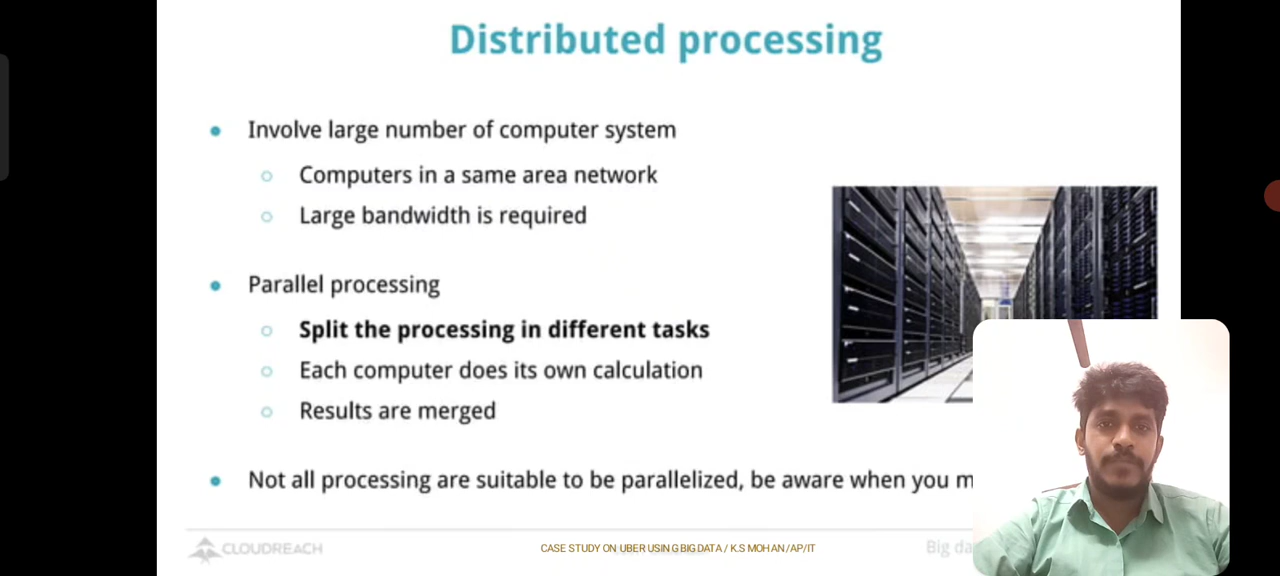 Distributed processing
Involve large number of computer system
Computers in a same area network
Large bandwidth is required
Parallel processing
Split the processing in different tasks
Each computer does its own calculation
Results are merged
Not all processing are suitable to be parallelized, be aware when you
CLOUDREACH
CASE STUDY ON UBER USING BIG DATA / K.S MOHAN/AP/IT
Big